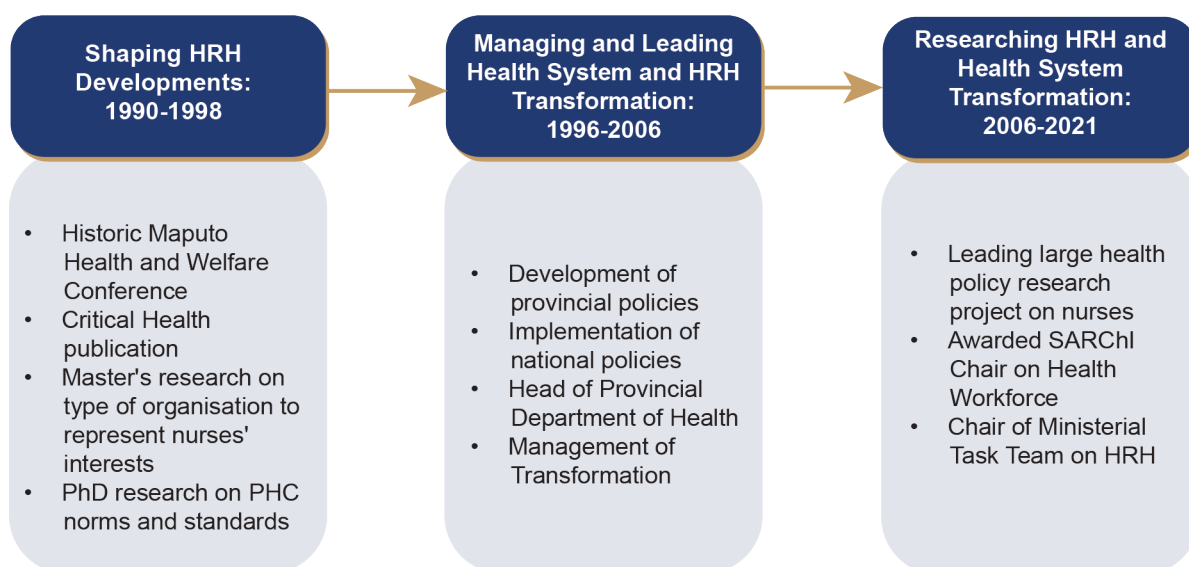 Shaping HRH
Developments:
1990-1998
• Historic Maputo
Health and Welfare
Conference
• Critical Health
publication
• Master's research on
type of organisation to
represent nurses'
interests
• PhD research on PHC
norms and standards
Managing and Leading
Health System and HRH
Transformation:
1996-2006
• Development of
provincial policies
• Implementation of
national policies
• Head of Provincial
Department of Health
• Management of
Transformation
Researching HRH and
Health System
Transformation:
2006-2021
• Leading large health
policy research
project on nurses
• Awarded SARChI
Chair on Health
Workforce
• Chair of Ministerial
Task Team on HRH